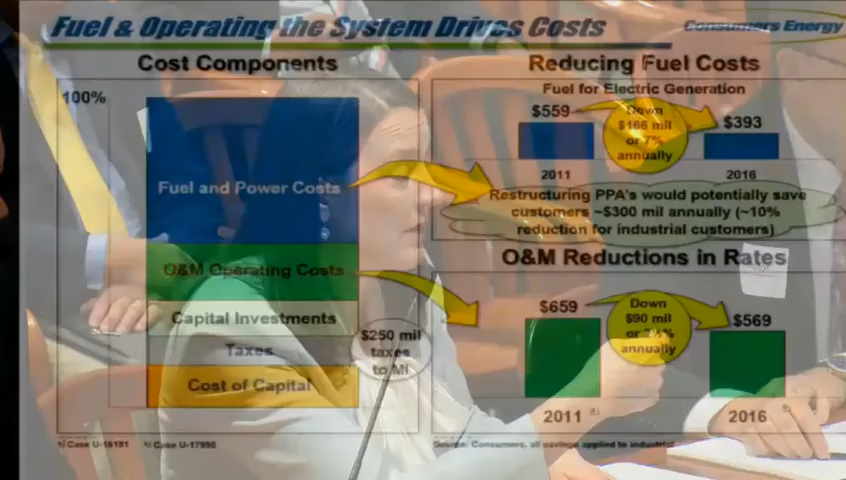 Fuel & Operating the System Drives Costs
Consumers Energy
Cost Components
100%
Fuel and Power Costs
O&M Operating Costs
Capital Investments
Taxes
Cost of Capital
$250 mil
taxes
to MI
Reducing Fuel Costs
Fuel for Electric Generation
$559
Down
$166 mil
or 7%
annually
$393
2011
2016
Restructuring PPA's would potentially save
customers ~$300 mil annually (~10%
reduction for industrial customers)
O&M Reductions in Rates
$659
Down
$90 mil
annually
$569
2011
2016
Case U-16191
Case U-17990
Source: Consumers, all savings applied to industrial